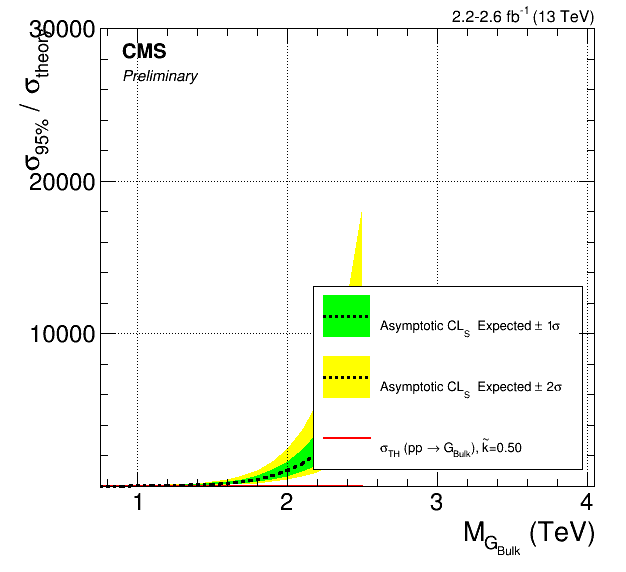 2.2-2.6 fb⁻¹ (13 TeV)
CMS
Preliminary
σ95% / σtheory
30000
20000
10000
Asymptotic CLS Expected ± 1σ
Asymptotic CLS Expected ± 2σ
σTH (pp → GBulk), k̃=0.50
1 2 3 4
MGBulk (TeV)